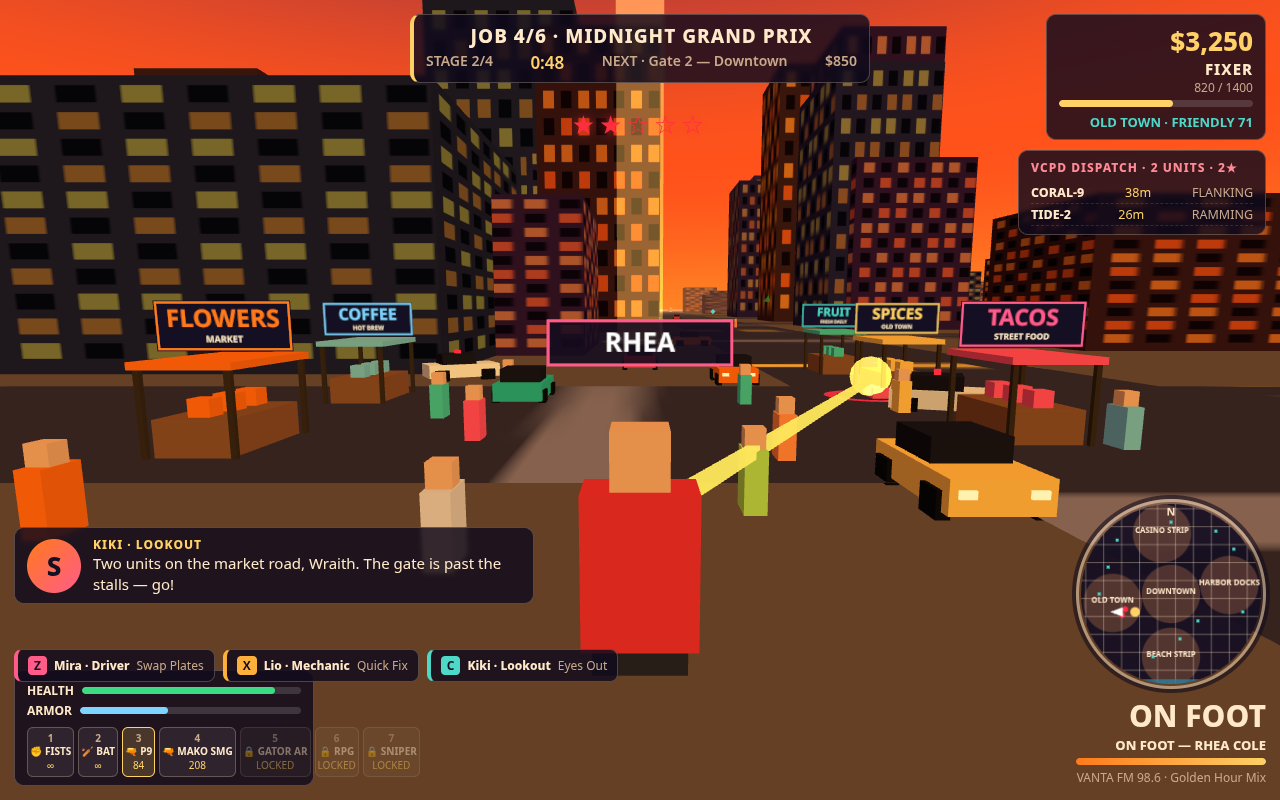 JOB 4/6 · MIDNIGHT GRAND PRIX
STAGE 2/4 0:48 NEXT · Gate 2 — Downtown $850
$3,250
FIXER
820 / 1400
OLD TOWN · FRIENDLY 71
VCPD DISPATCH · 2 UNITS · 2★
CORAL-9 38m FLANKING
TIDE-2 26m RAMMING
FLOWERS
MARKET
COFFEE
HOT BREW
FRUIT
FRESH DAILY
SPICES
OLD TOWN
TACOS
STREET FOOD
RHEA
S
KIKI · LOOKOUT
Two units on the market road, Wraith. The gate is past the
stalls — go!
Z Mira · Driver Swap Plates
X Lio · Mechanic Quick Fix
C Kiki · Lookout Eyes Out
HEALTH
ARMOR
1
FISTS
∞
2
BAT
∞
3
P9
84
4
MAKO SMG
208
5
GATOR AR
LOCKED
6
RPG
LOCKED
7
SNIPER
LOCKED
N
CASINO STRIP
HARBOR DOCKS
DOWNTOWN
OLD TOWN
BEACH STRIP
ON FOOT
ON FOOT — RHEA COLE
VANTA FM 98.6 · Golden Hour Mix